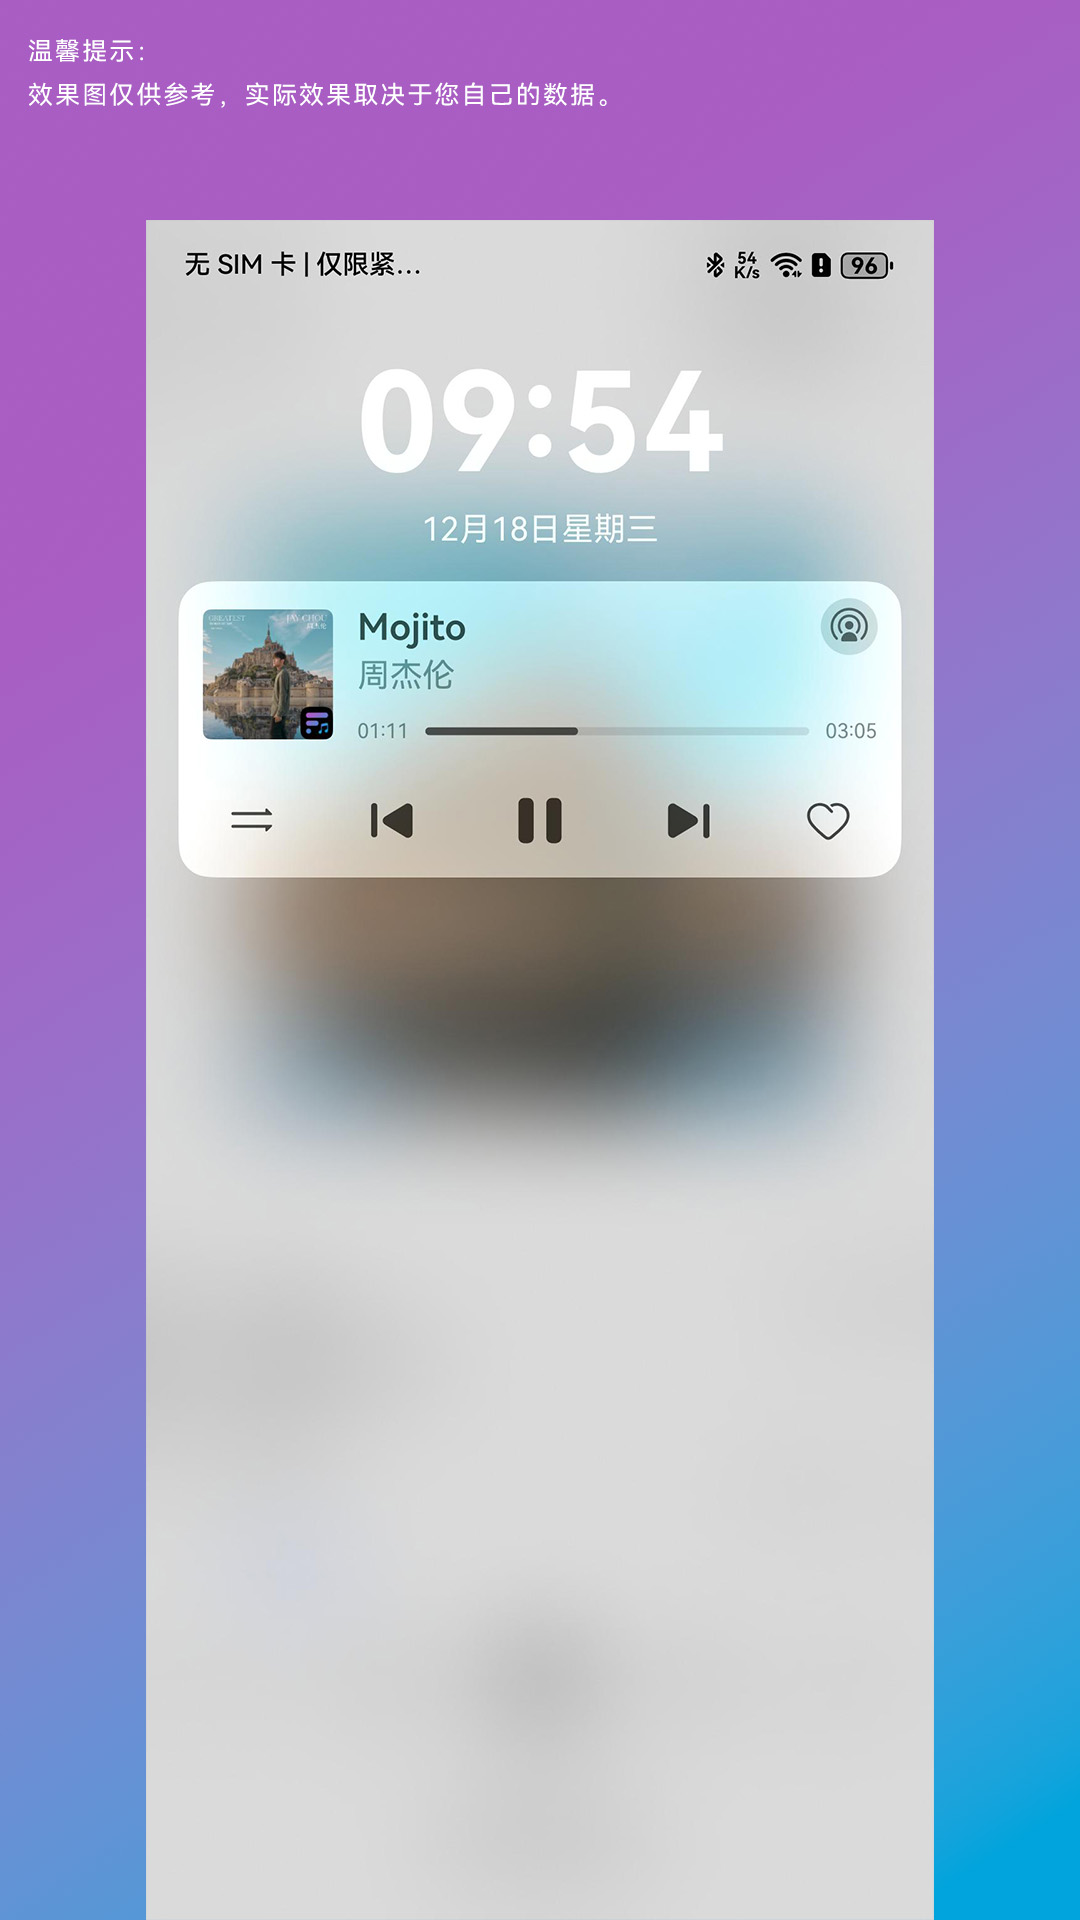 温馨提示：
效果图仅供参考，实际效果取决于您自己的数据。
无 SIM 卡 | 仅限紧...
54
K/s
96
09:54
12月18日星期三
GREATEST
JAY CHOU
周杰伦
Mojito
周杰伦
01:11
03:05